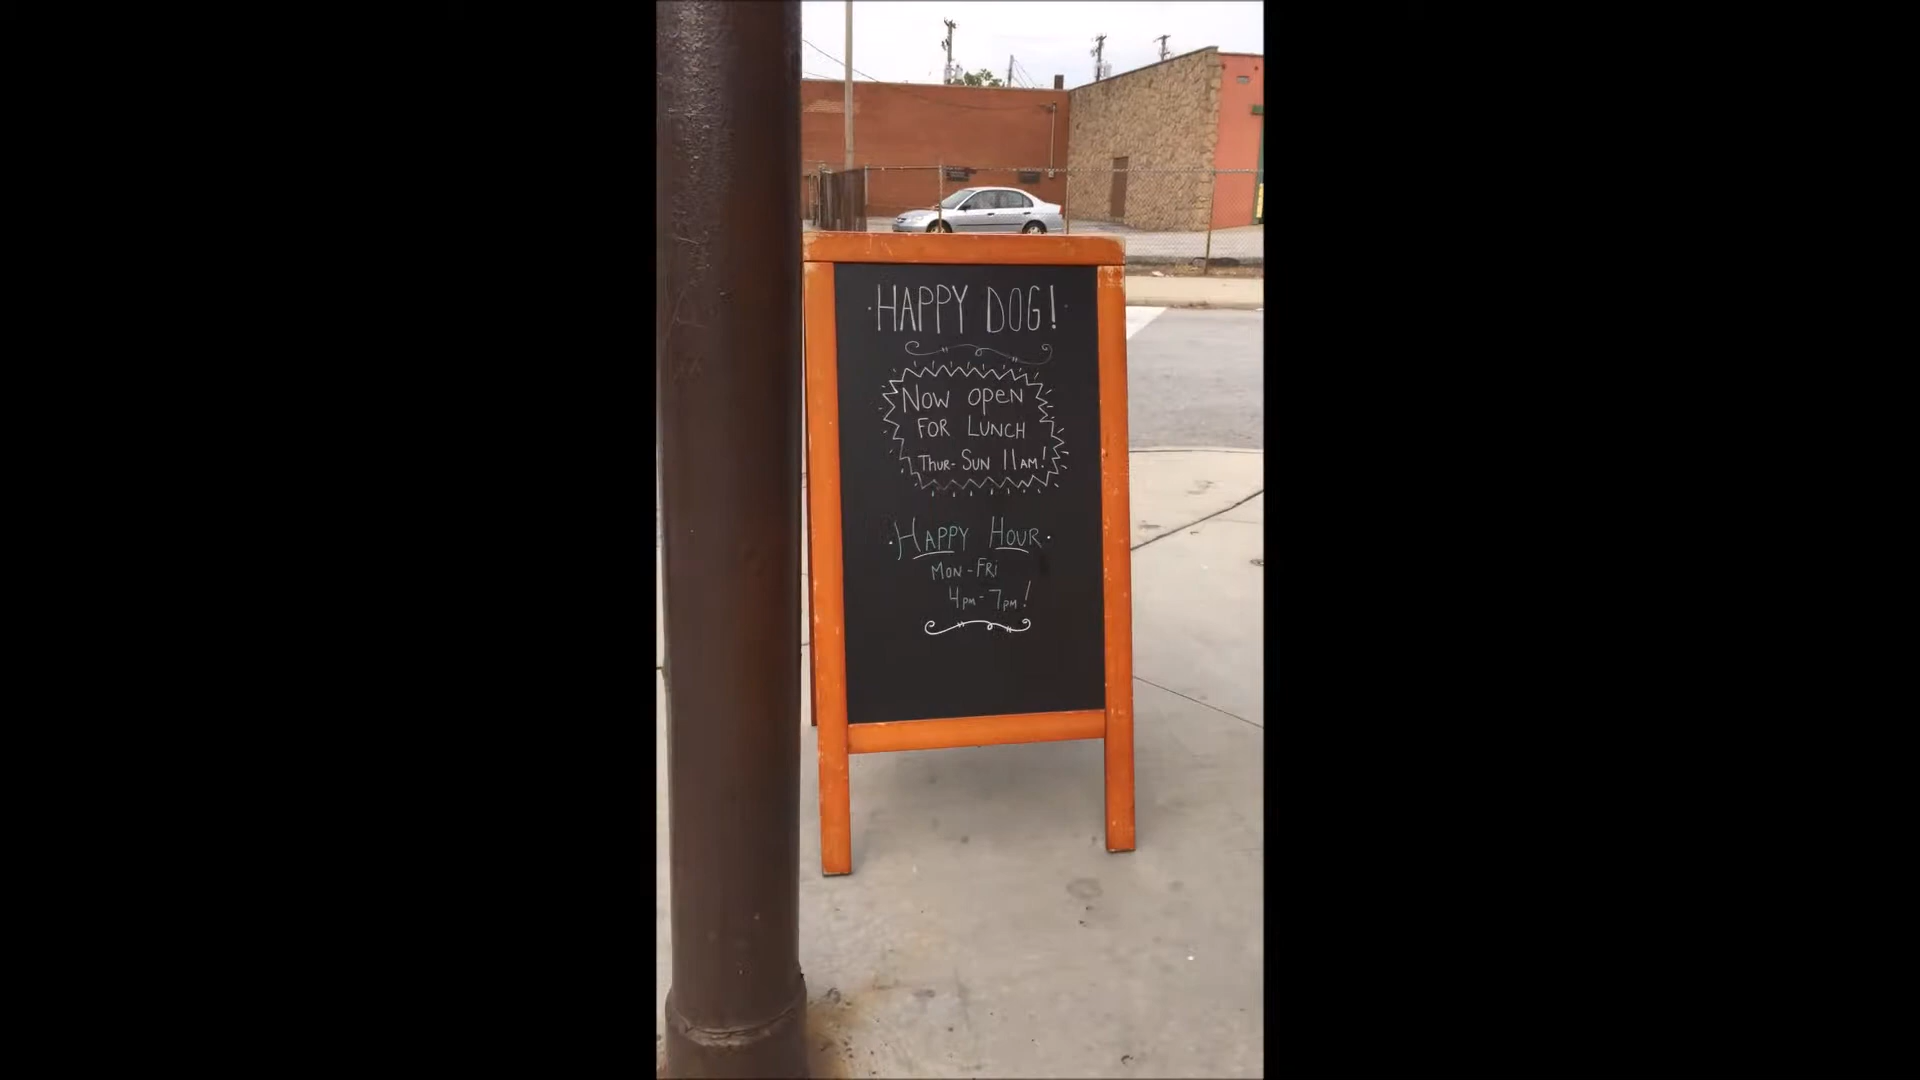 ·HAPPY DOG!·
NOW OPEN
FOR LUNCH
THUR-SUN 11AM!
·HAPPY HOUR·
MON-FRI
4PM-7PM!